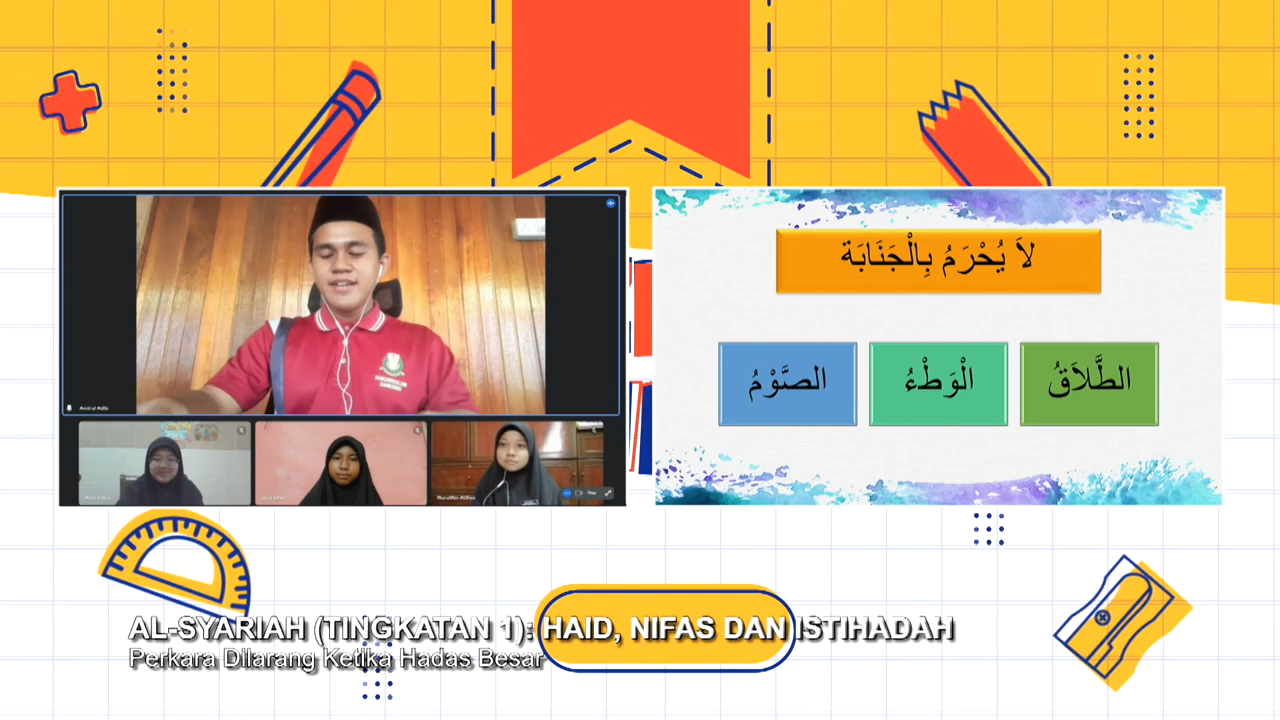 لاَ يُحْرَمُ بِالْجَنَابَة
الطَّلاَقُ
الْوَطْءُ
الصَّوْمُ
AL-SYARIAH (TINGKATAN 1): HAID, NIFAS DAN ISTIHADAH
Perkara Dilarang Ketika Hadas Besar